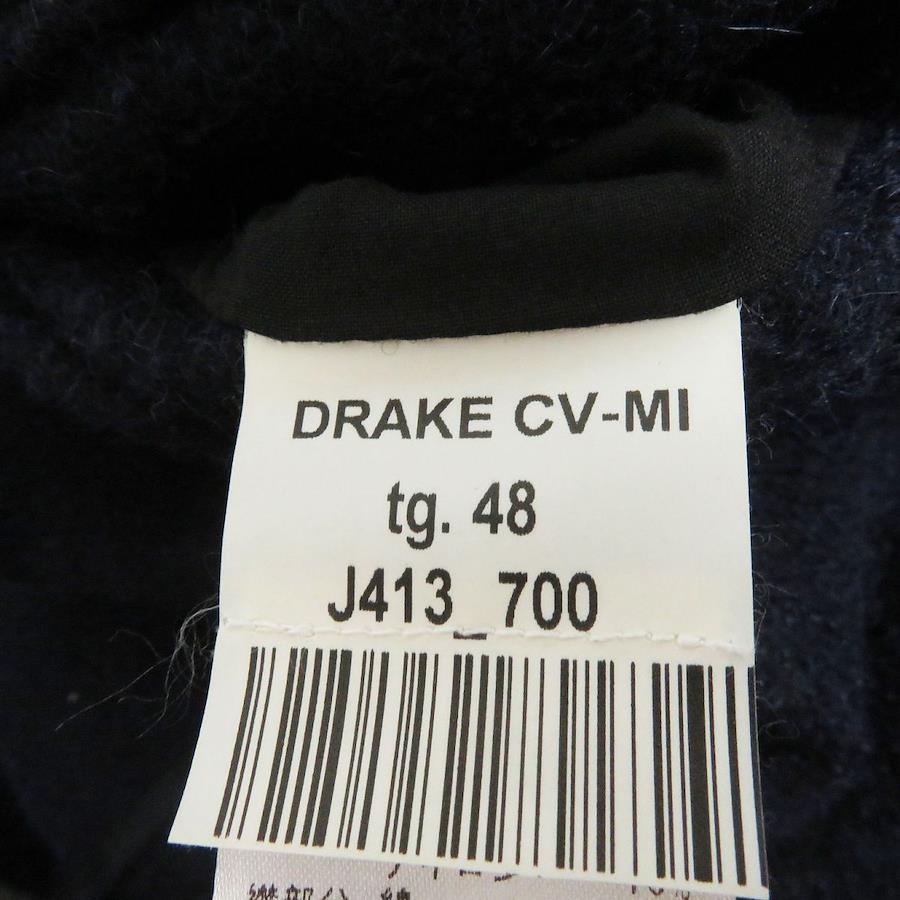 DRAKE CV-MI
tg. 48
J413_700